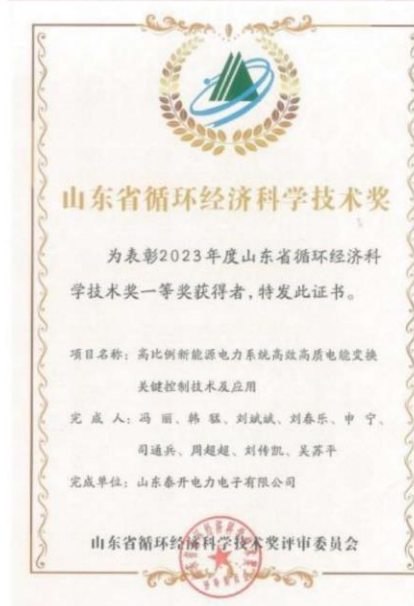 山东省循环经济科学技术奖
为表彰2023年度山东省循环经济科
学技术奖一等奖获得者，特发此证书。
项目名称：高比例新能源电力系统高效高质电能变换
关键控制技术及应用
完成人：冯丽、韩猛、刘斌斌、刘春乐、申宁、
司通兵、周超超、刘传凯、吴苏平
完成单位：山东泰开电力电子有限公司
山东省循环经济科学技术奖评审委员会